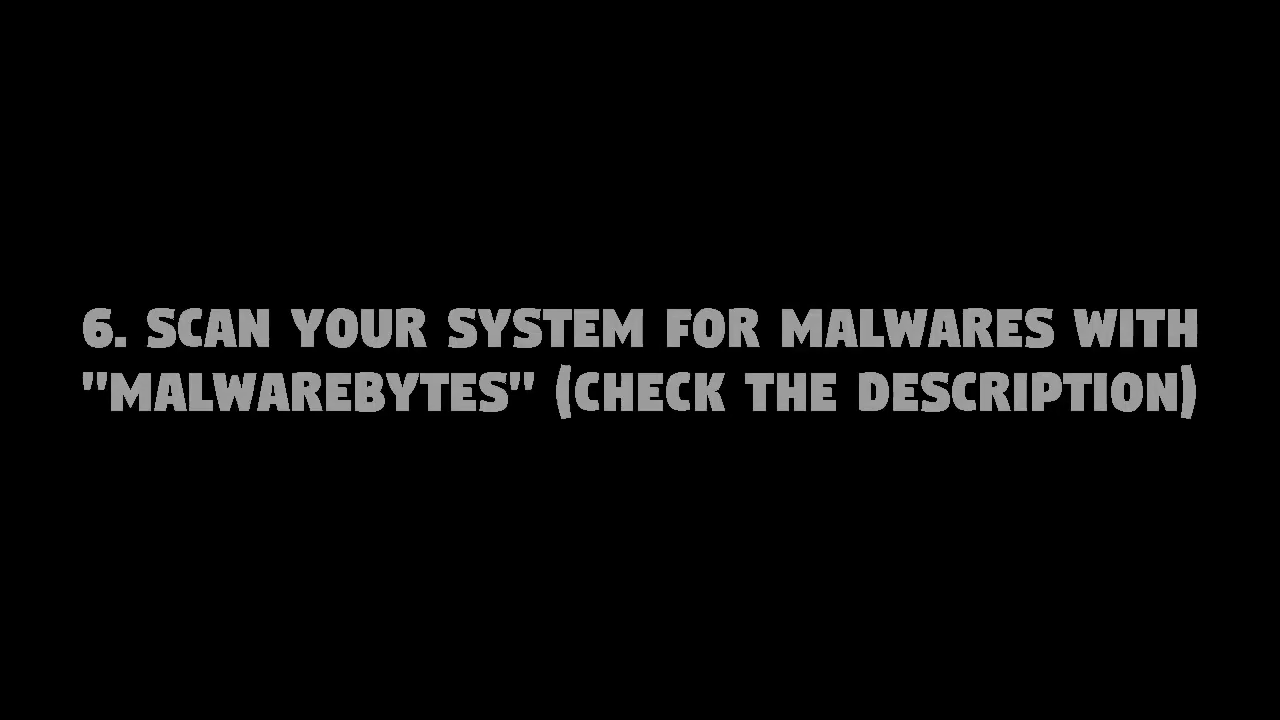 6. SCAN YOUR SYSTEM FOR MALWARES WITH
"MALWAREBYTES" (CHECK THE DESCRIPTION)